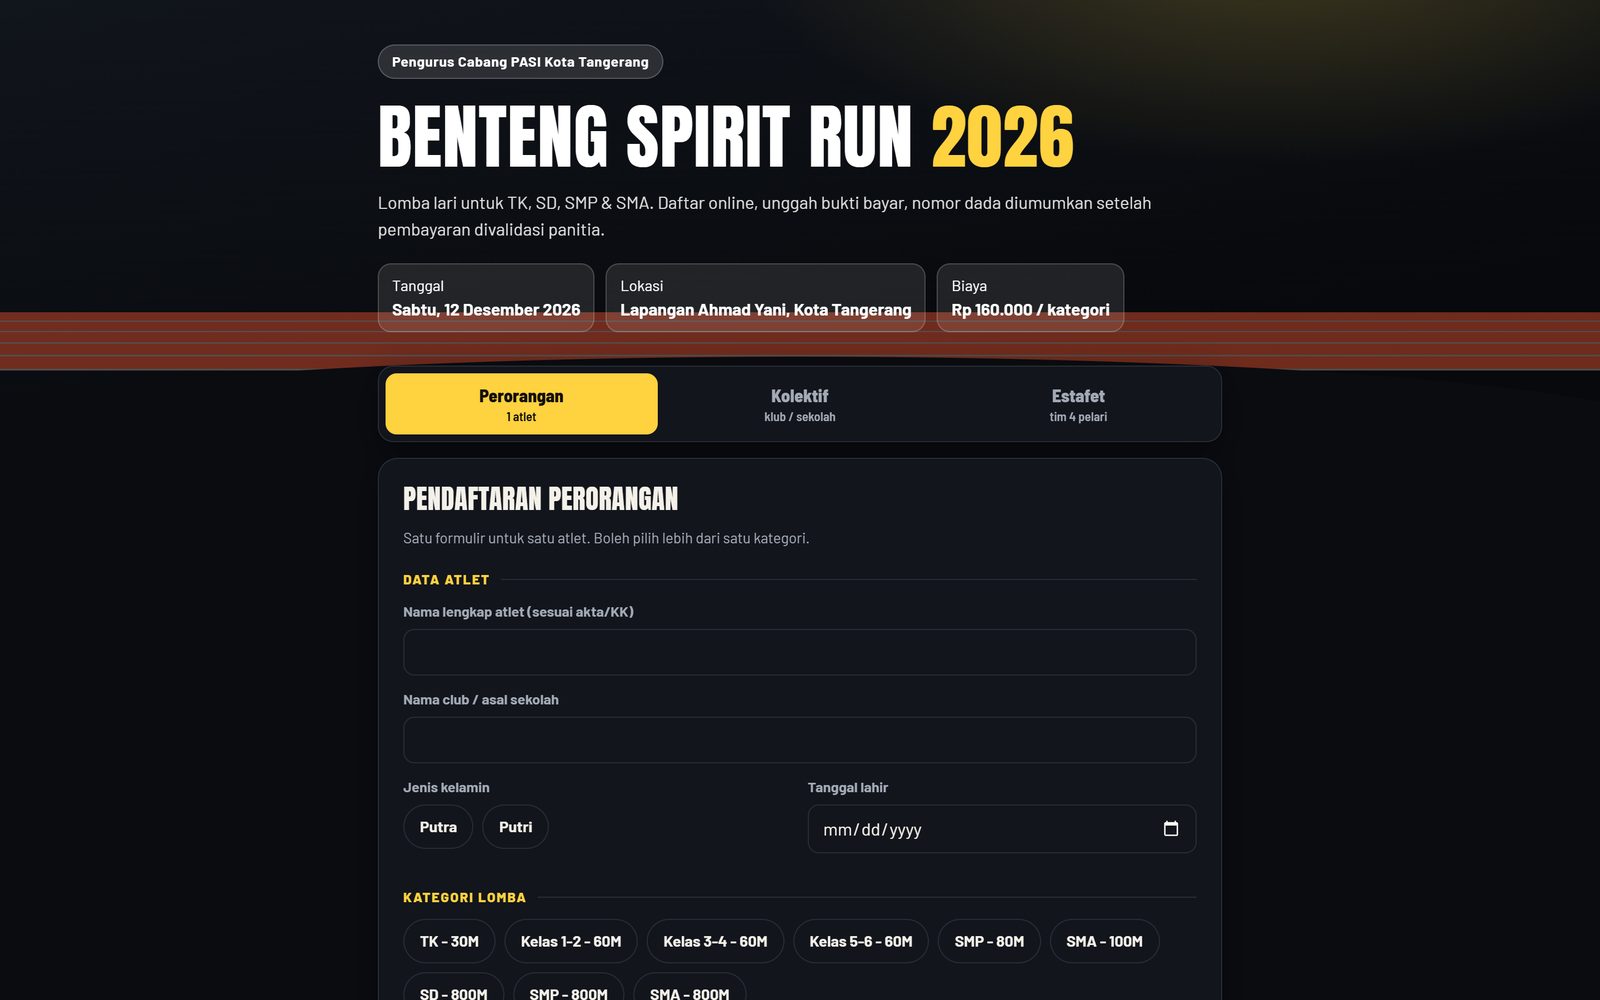 Pengurus Cabang PASI Kota Tangerang
BENTENG SPIRIT RUN 2026
Lomba lari untuk TK, SD, SMP & SMA. Daftar online, unggah bukti bayar, nomor dada diumumkan setelah
pembayaran divalidasi panitia.
Tanggal
Sabtu, 12 Desember 2026
Lokasi
Lapangan Ahmad Yani, Kota Tangerang
Biaya
Rp 160.000 / kategori
Perorangan
1 atlet
Kolektif
klub / sekolah
Estafet
tim 4 pelari
PENDAFTARAN PERORANGAN
Satu formulir untuk satu atlet. Boleh pilih lebih dari satu kategori.
DATA ATLET
Nama lengkap atlet (sesuai akta/KK)
Nama club / asal sekolah
Jenis kelamin
Putra
Putri
Tanggal lahir
mm/dd/yyyy
KATEGORI LOMBA
TK - 30M
Kelas 1-2 - 60M
Kelas 3-4 - 60M
Kelas 5-6 - 60M
SMP - 80M
SMA - 100M
SD - 800M
SMP - 800M
SMA - 800M